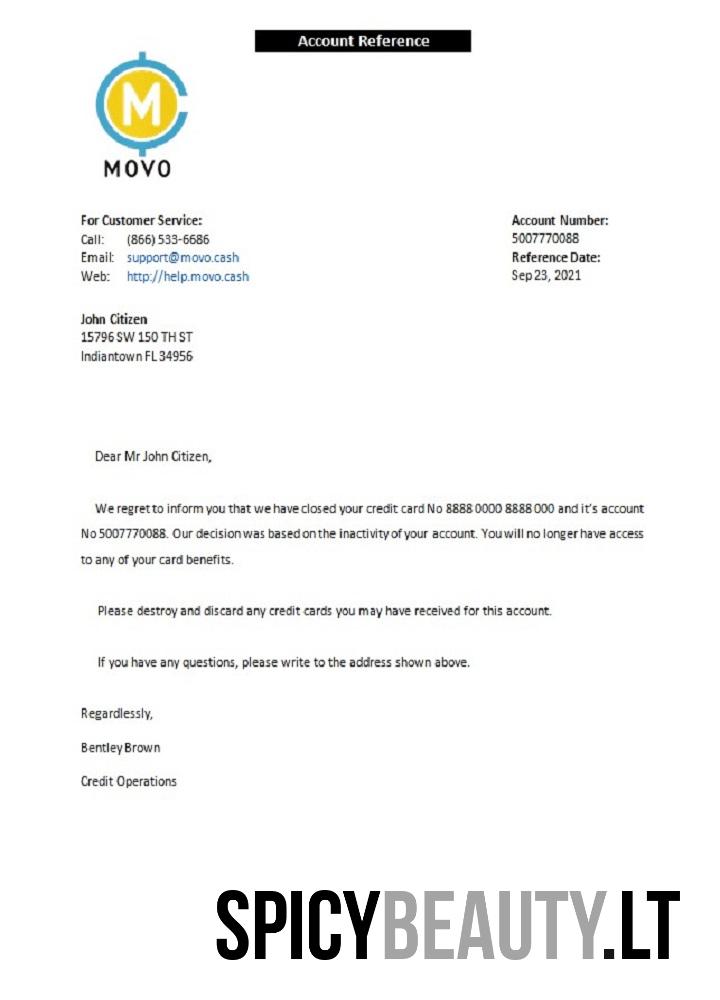 Account Reference
M
MOVO
For Customer Service:
Call: (866) 533-6686
Email: support@movo.cash
Web: http://help.movo.cash
Account Number:
5007770088
Reference Date:
Sep 23, 2021
John Citizen
15796 SW 150 TH ST
Indiantown FL 34956
Dear Mr John Citizen,
We regret to inform you that we have closed your credit card No 8888 0000 8888 000 and it's account
No 5007770088. Our decision was based on the inactivity of your account. You will no longer have access
to any of your card benefits.
Please destroy and discard any credit cards you may have received for this account.
If you have any questions, please write to the address shown above.
Regardlessly,
Bentley Brown
Credit Operations
SPICYBEAUTY.LT